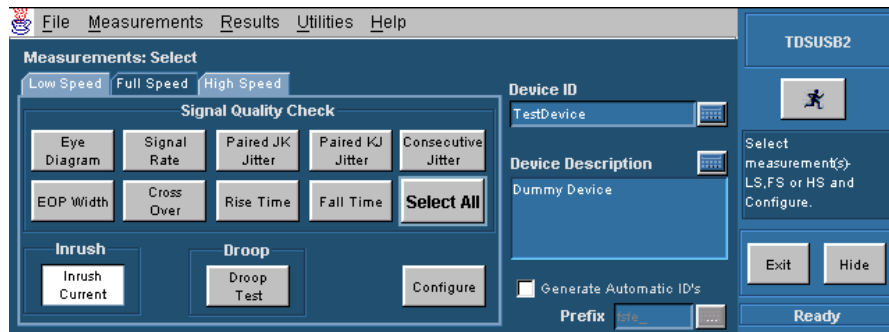 File Measurements Results Utilities Help
TDSUSB2
Measurements: Select
Low Speed Full Speed High Speed
Signal Quality Check
Eye Diagram
Signal Rate
Paired JK Jitter
Paired KJ Jitter
Consecutive Jitter
EOP Width
Cross Over
Rise Time
Fall Time
Select All
Inrush
Inrush Current
Droop
Droop Test
Configure
Device ID
TestDevice
Device Description
Dummy Device
Generate Automatic ID's
Prefix
...
Select
measurement(s)-
LS,FS or HS and
Configure.
Exit
Hide
Ready